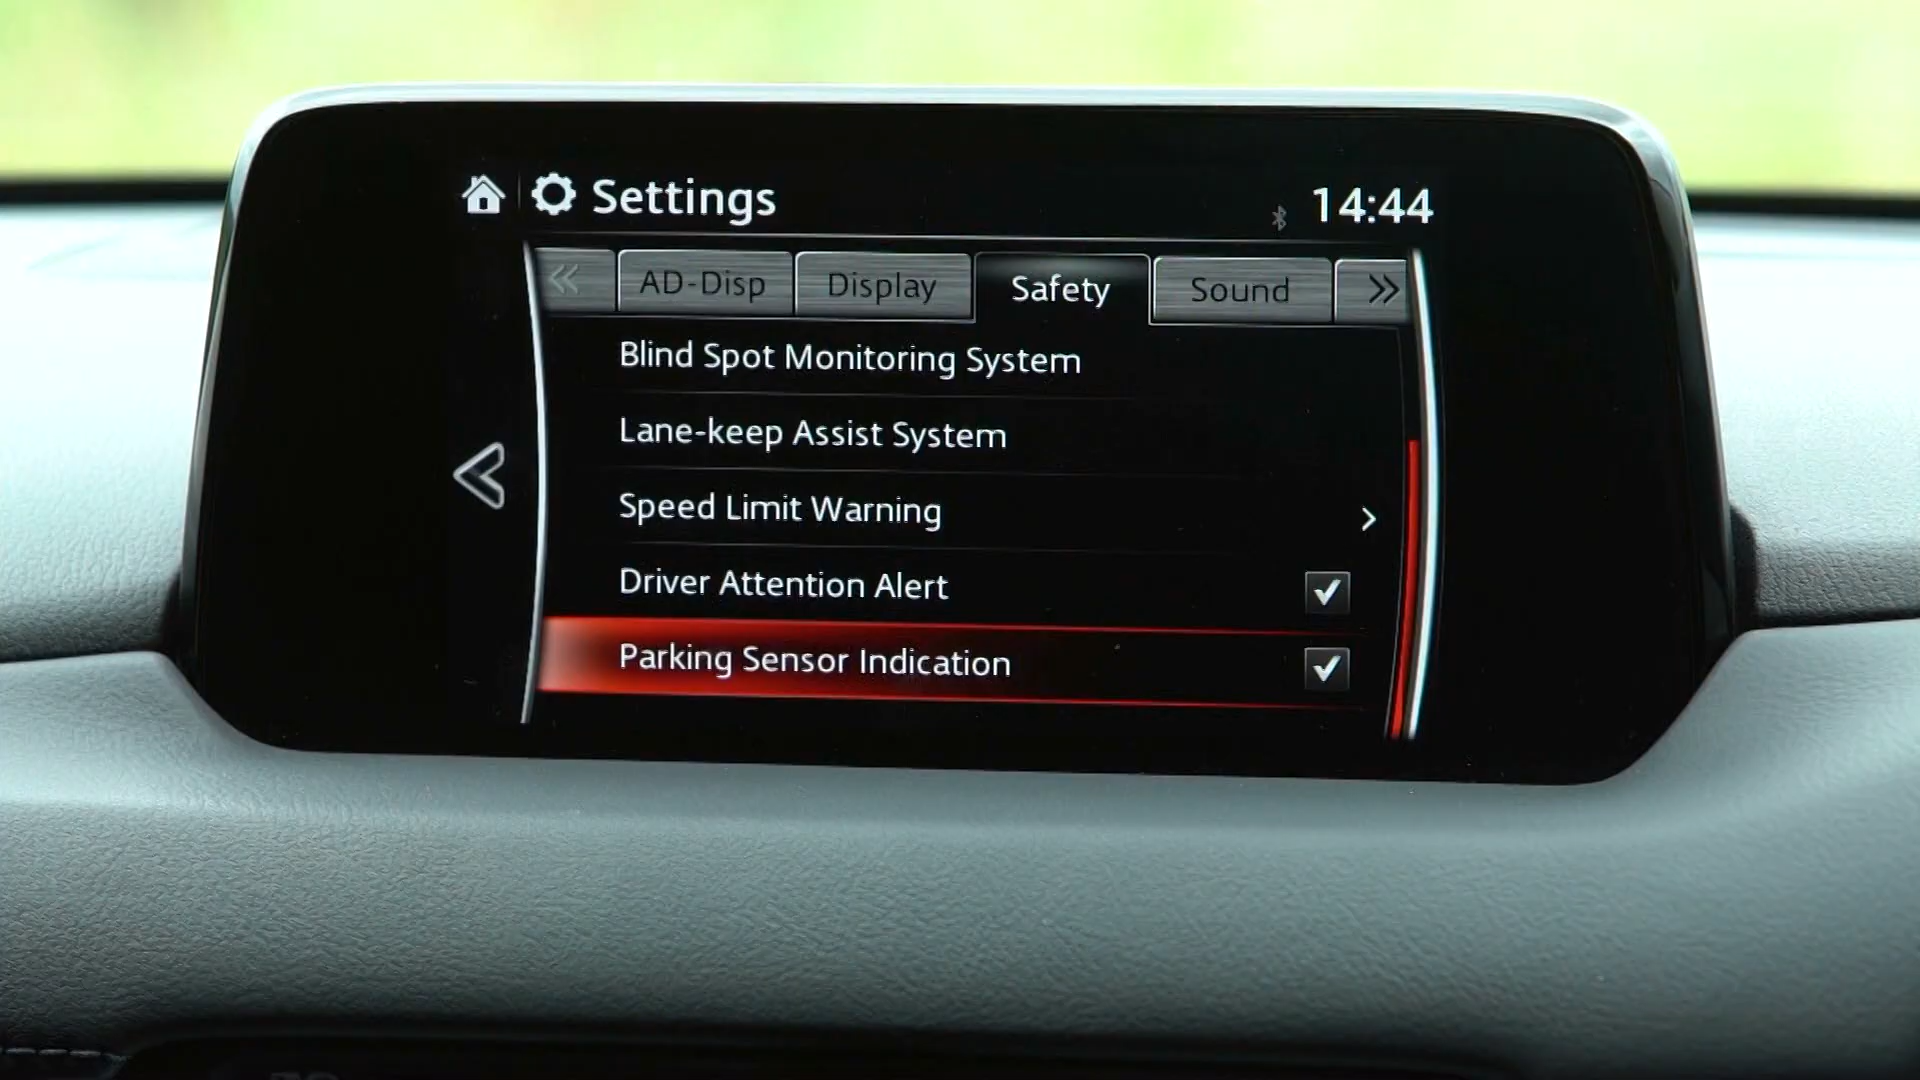 Settings
14:44
AD-Disp Display Safety Sound
Blind Spot Monitoring System
Lane-keep Assist System
Speed Limit Warning
Driver Attention Alert
Parking Sensor Indication